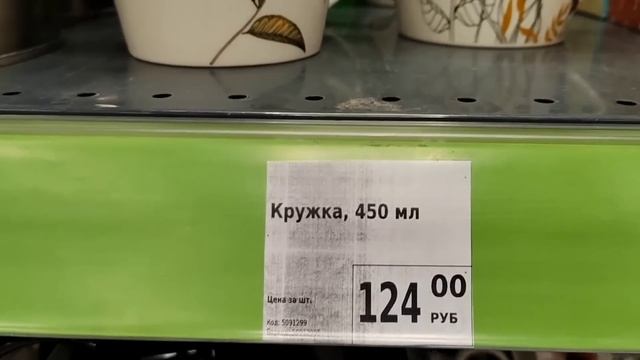 Кружка, 450 мл
Цена за шт.
124 00
РУБ
Код: 5091299